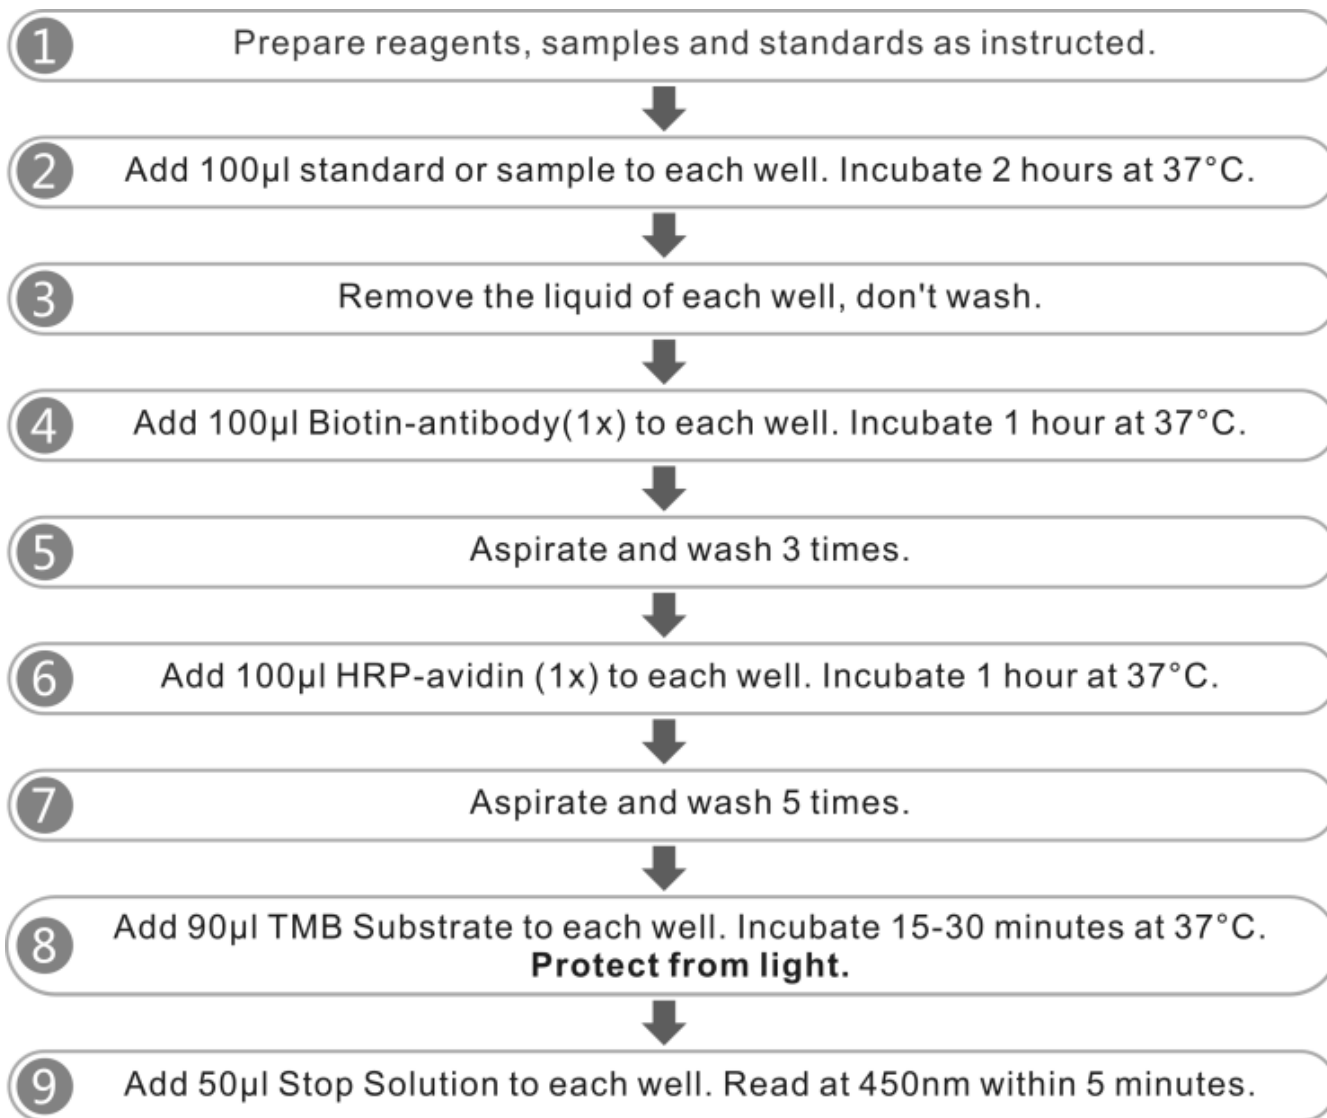 1 Prepare reagents, samples and standards as instructed.
2 Add 100µl standard or sample to each well. Incubate 2 hours at 37°C.
3 Remove the liquid of each well, don't wash.
4 Add 100µl Biotin-antibody(1x) to each well. Incubate 1 hour at 37°C.
5 Aspirate and wash 3 times.
6 Add 100µl HRP-avidin (1x) to each well. Incubate 1 hour at 37°C.
7 Aspirate and wash 5 times.
8 Add 90µl TMB Substrate to each well. Incubate 15-30 minutes at 37°C.
Protect from light.
9 Add 50µl Stop Solution to each well. Read at 450nm within 5 minutes.